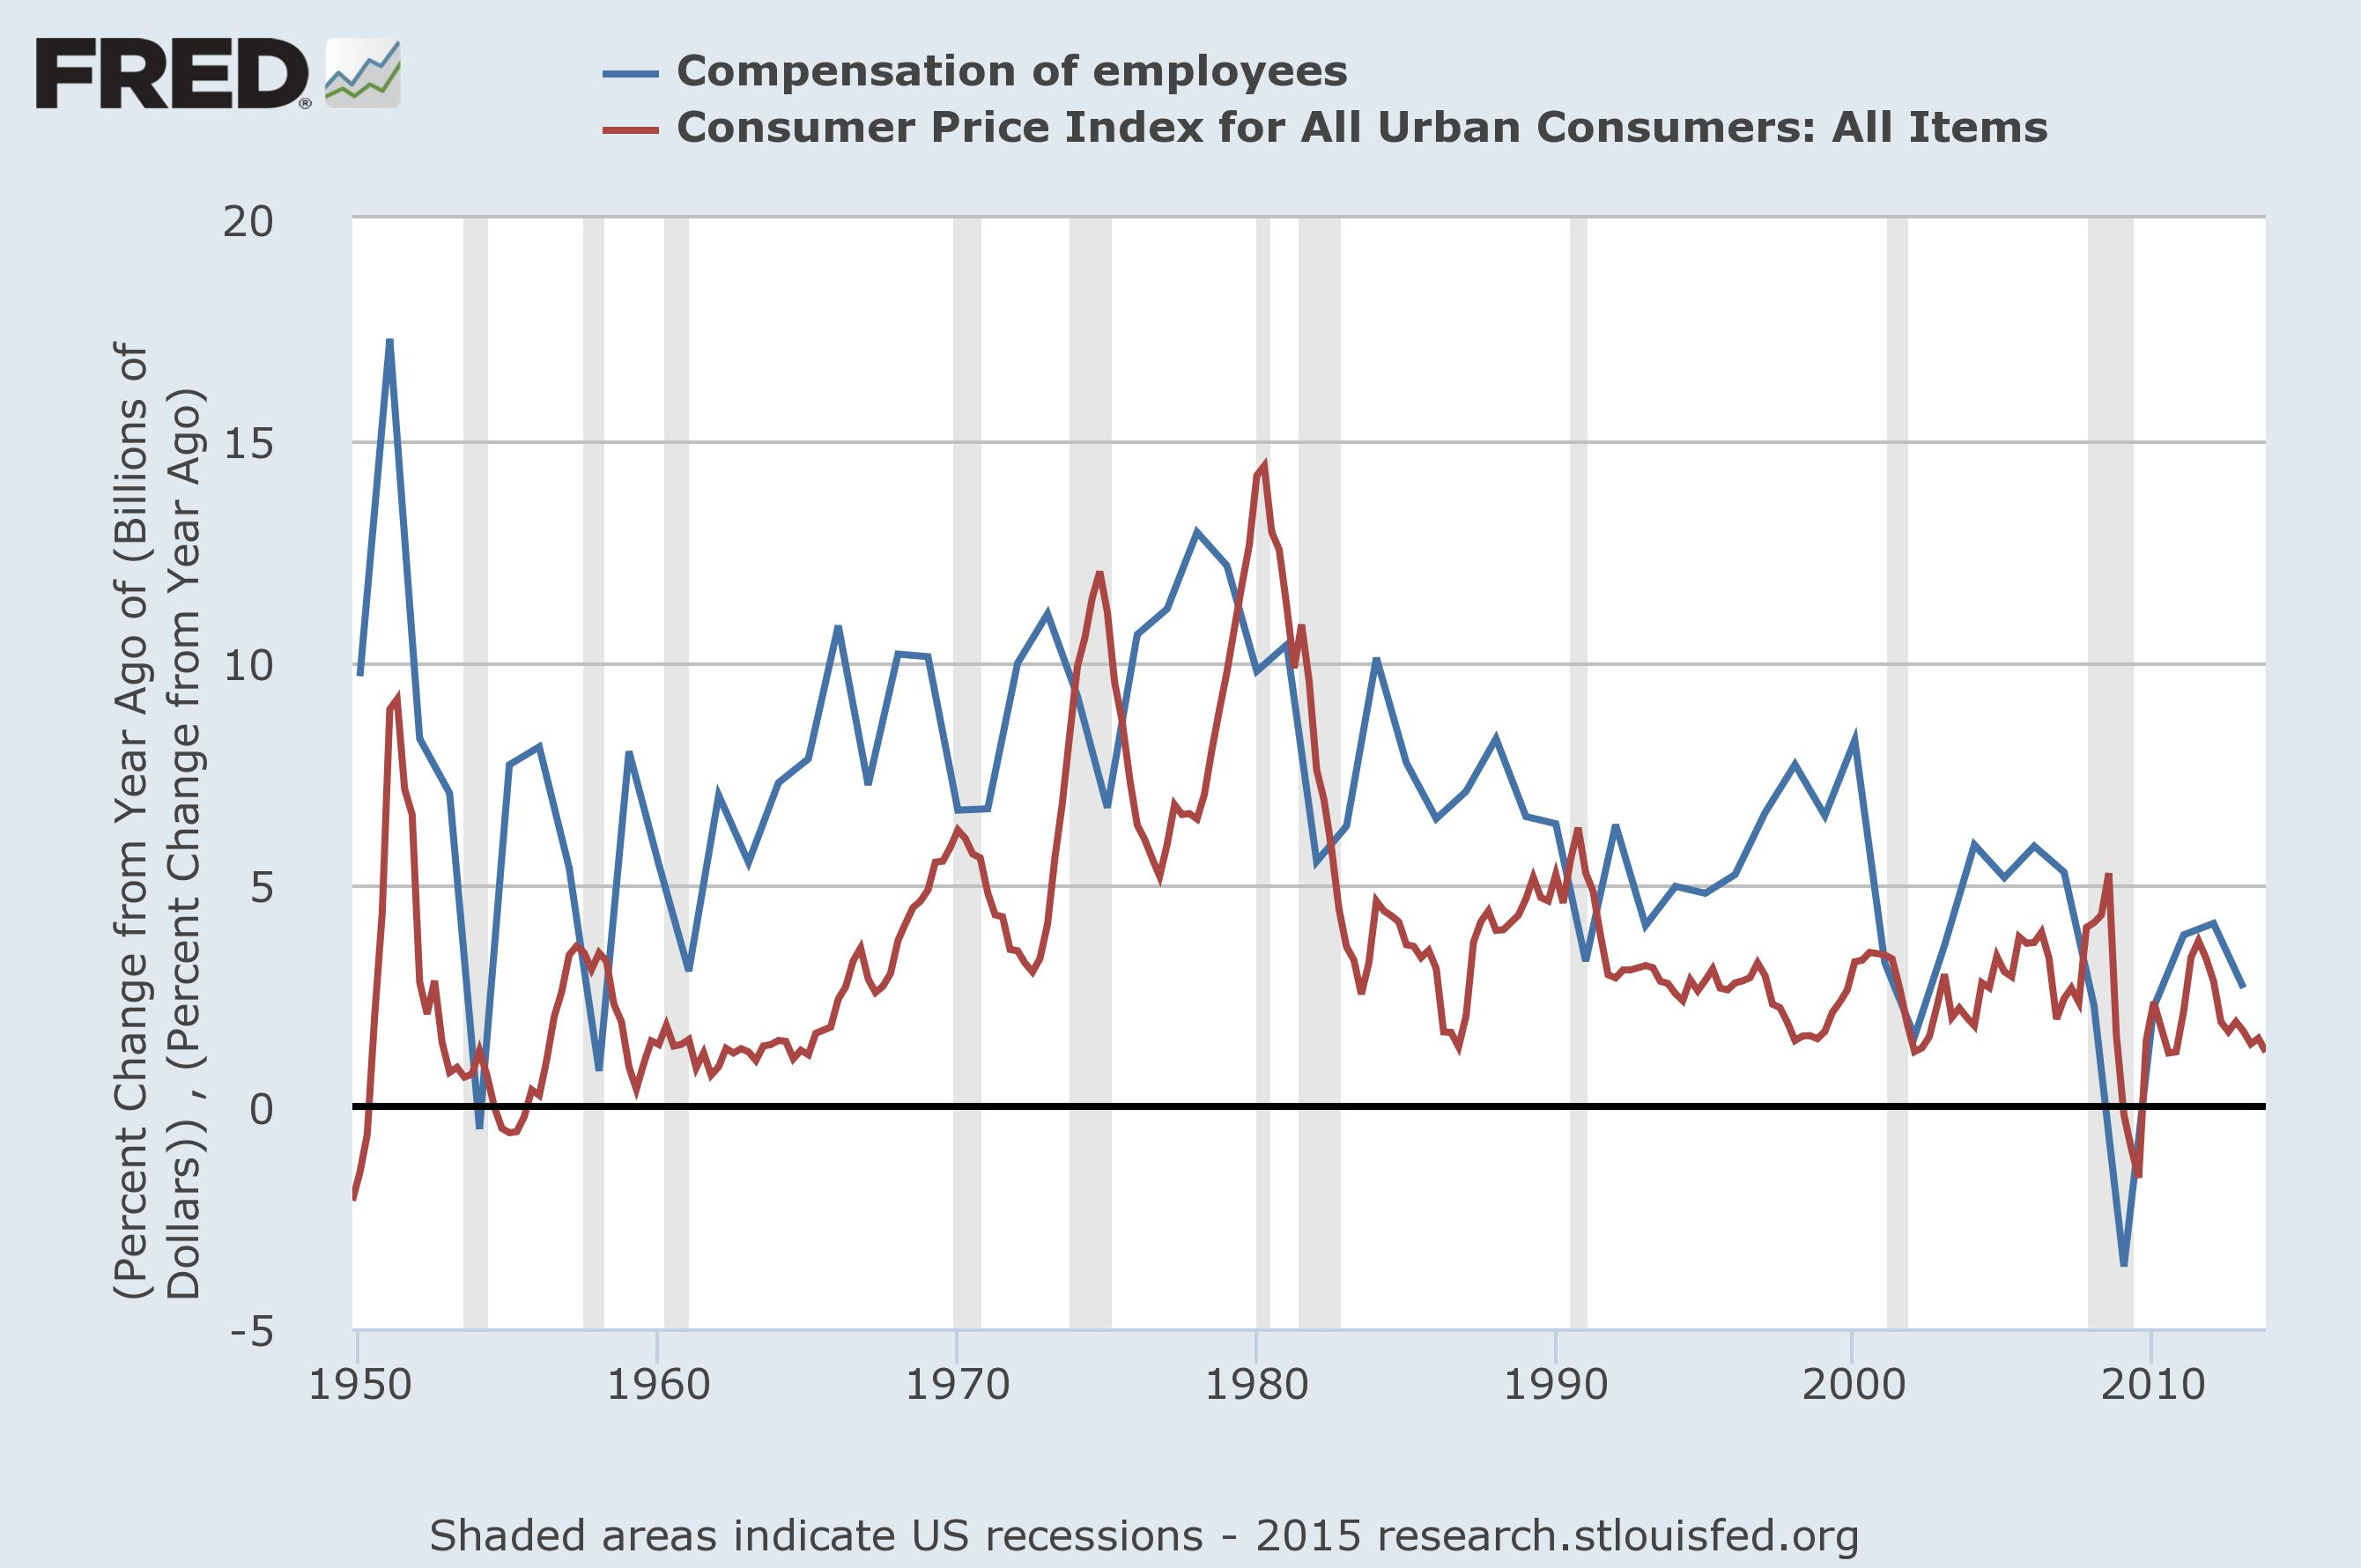 FRED®
Compensation of employees
Consumer Price Index for All Urban Consumers: All Items
((Percent Change from Year Ago of (Billions of
Dollars)) , (Percent Change from Year Ago)
20
15
10
5
0
-5
1950 1960 1970 1980 1990 2000 2010
Shaded areas indicate US recessions - 2015 research.stlouisfed.org